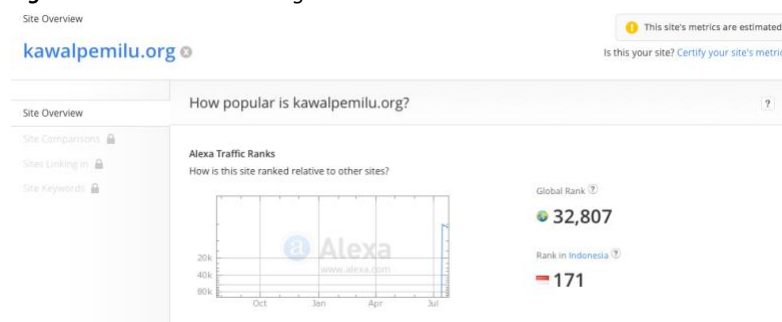 Site Overview
This site's metrics are estimated
kawalpemilu.org
Is this your site? Certify your site's
Site Overview
How popular is kawalpemilu.org?
?
Site Comparisons
Sites Linking in
Site Keywords
Alexa Traffic Ranks
How is this site ranked relative to other sites?
Alexa
www.alexa.com
20k
40k
80k
Oct Jan Apr Jul
Global Rank ?
32,807
Rank in Indonesia ?
171